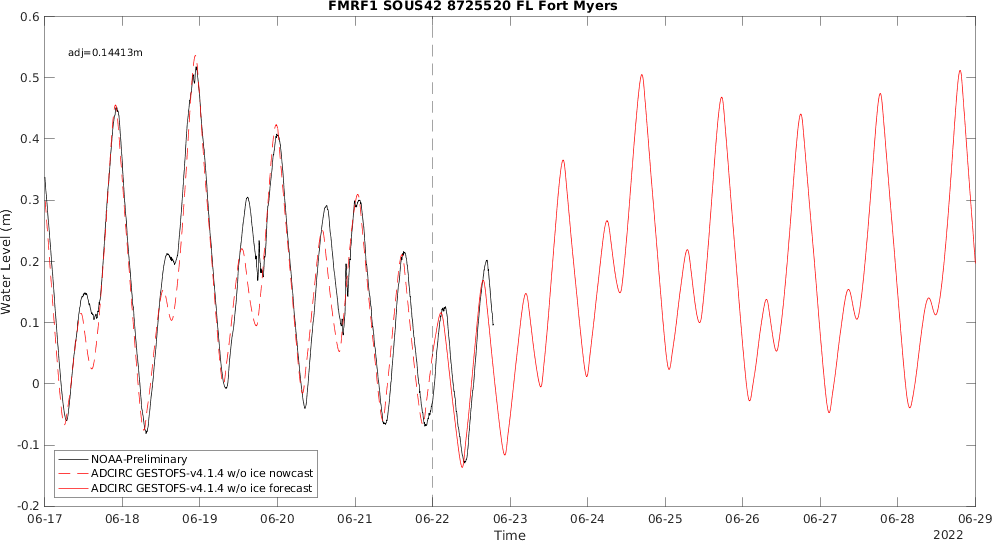 FMRF1 SOUS42 8725520 FL Fort Myers
adj=0.14413m
Water Level (m)
0.6
0.5
0.4
0.3
0.2
0.1
0
-0.1
-0.2
NOAA-Preliminary
ADCIRC GESTOFS-v4.1.4 w/o ice nowcast
ADCIRC GESTOFS-v4.1.4 w/o ice forecast
06-17 06-18 06-19 06-20 06-21 06-22 06-23 06-24 06-25 06-26 06-27 06-28 06-29
Time
2022